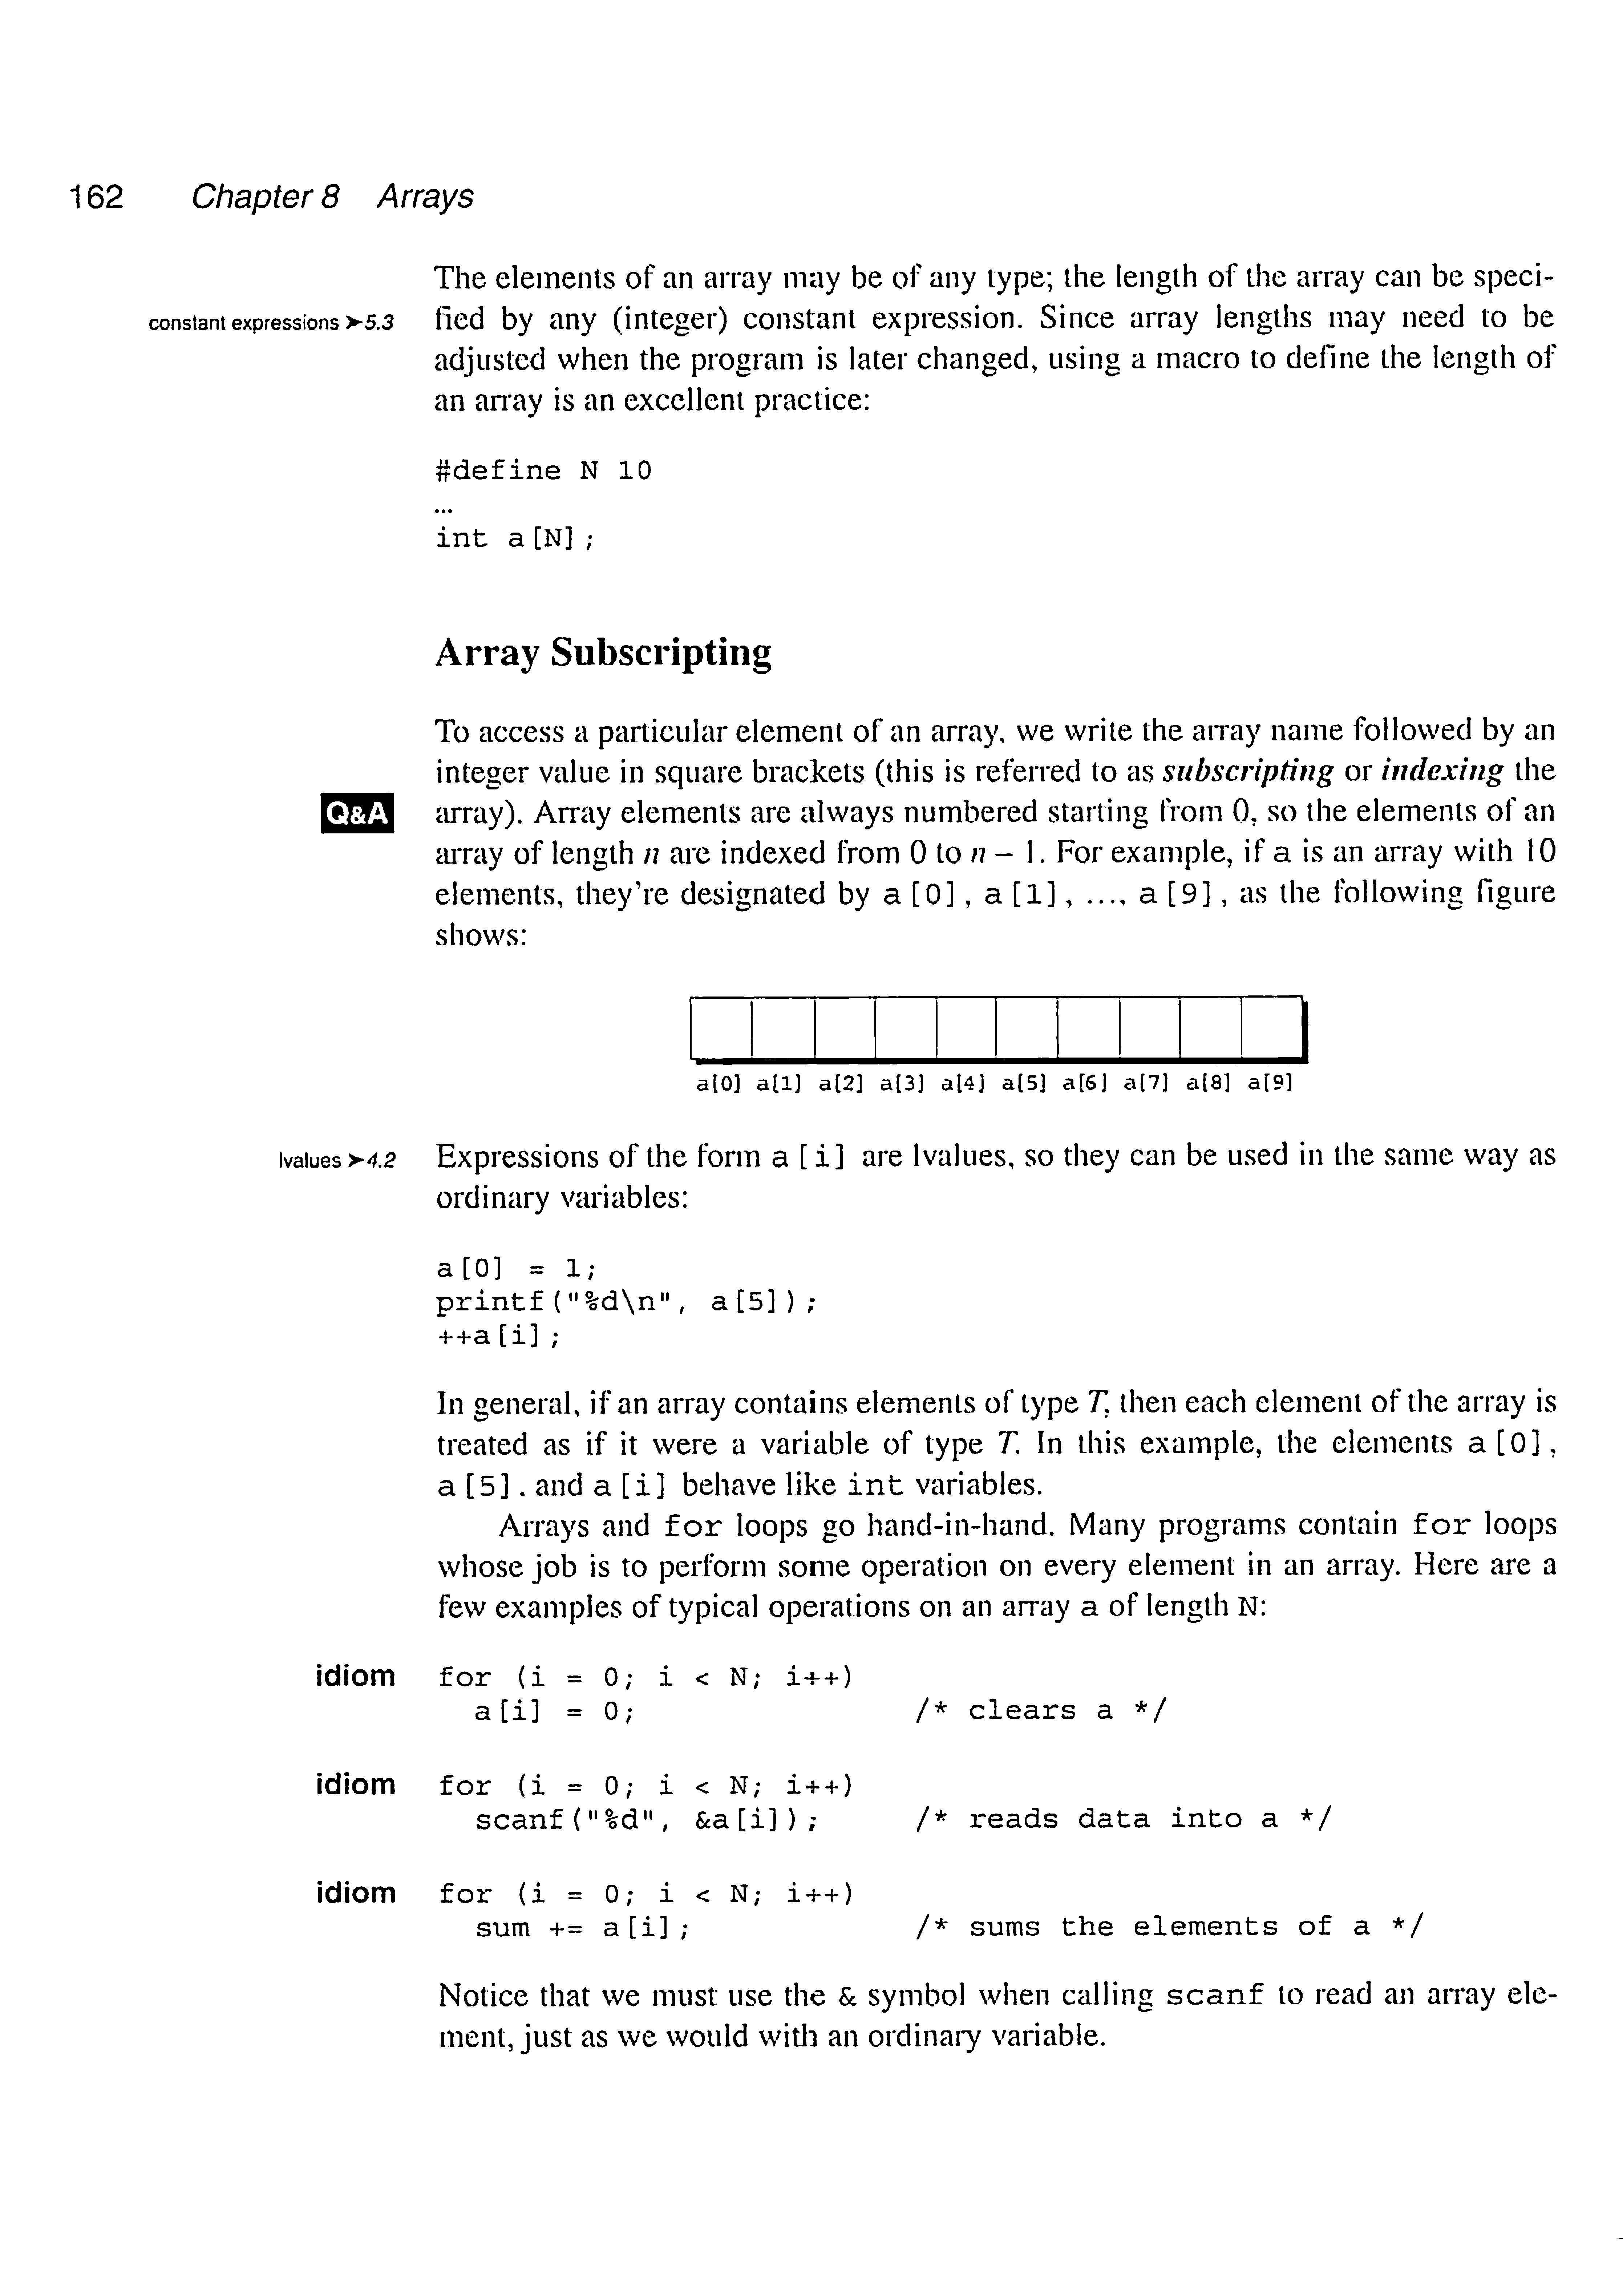 162 Chapter 8 Arrays
The elements of an array may be of any type; the length of the array can be speci-
constant expressions ➤5.3 fied by any (integer) constant expression. Since array lengths may need to be
adjusted when the program is later changed, using a macro to define the length of
an array is an excellent practice:
#define N 10
…
int a[N];
Array Subscripting
To access a particular element of an array, we write the array name followed by an
integer value in square brackets (this is referred to as subscripting or indexing the
Q&A array). Array elements are always numbered starting from 0, so the elements of an
array of length n are indexed from 0 to n – 1. For example, if a is an array with 10
elements, they're designated by a[0], a[1], …, a[9], as the following figure
shows:
a[0] a[1] a[2] a[3] a[4] a[5] a[6] a[7] a[8] a[9]
lvalues ➤4.2 Expressions of the form a[i] are lvalues, so they can be used in the same way as
ordinary variables:
a[0] = 1;
printf("%d\n", a[5]);
++a[i];
In general, if an array contains elements of type T, then each element of the array is
treated as if it were a variable of type T. In this example, the elements a[0],
a[5], and a[i] behave like int variables.
Arrays and for loops go hand-in-hand. Many programs contain for loops
whose job is to perform some operation on every element in an array. Here are a
few examples of typical operations on an array a of length N:
idiom for (i = 0; i < N; i++)
a[i] = 0; /* clears a */
idiom for (i = 0; i < N; i++)
scanf("%d", &a[i]); /* reads data into a */
idiom for (i = 0; i < N; i++)
sum += a[i]; /* sums the elements of a */
Notice that we must use the & symbol when calling scanf to read an array ele-
ment, just as we would with an ordinary variable.